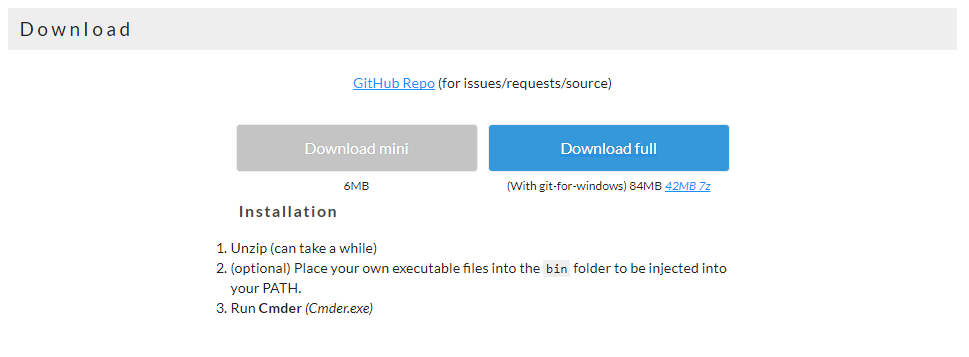 Download
GitHub Repo (for issues/requests/source)
Download mini
Download full
6MB
(With git-for-windows) 84MB 42MB 7z
Installation
1. Unzip (can take a while)
2. (optional) Place your own executable files into the bin folder to be injected into
your PATH.
3. Run Cmder (Cmder.exe)